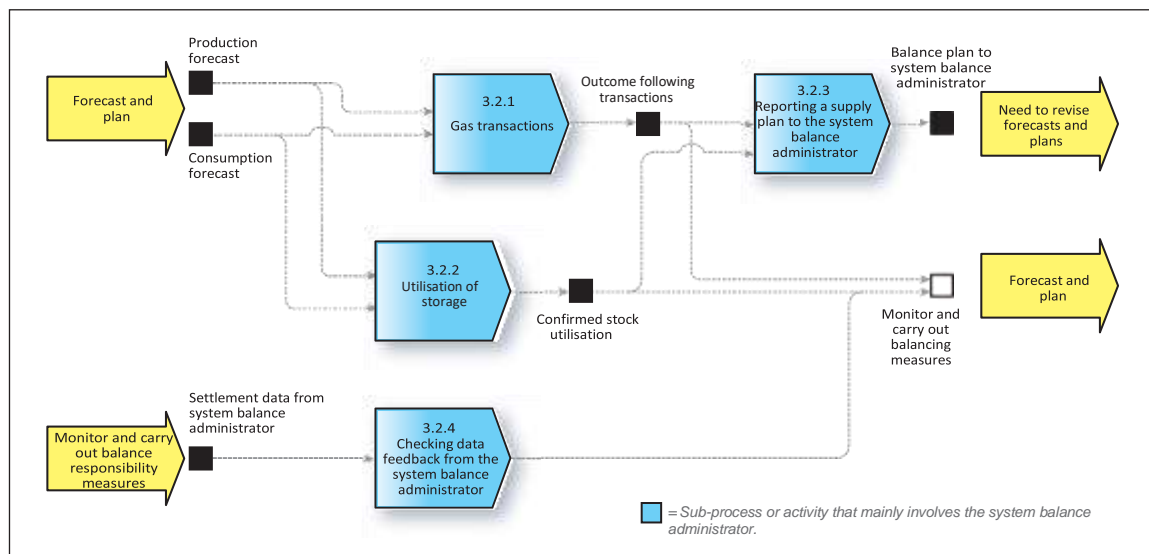 Production
forecast
Forecast and
plan
Consumption
forecast
3.2.1
Gas transactions
Outcome following
transactions
3.2.3
Reporting a supply
plan to the system
balance
administrator
Balance plan to
system balance
administrator
Need to revise
forecasts and
plans
3.2.2
Utilisation of
storage
Confirmed stock
utilisation
Monitor and
carry out
balancing
measures
Forecast and
plan
Settlement data from
system balance
administrator
Monitor and carry
out balance
responsibility
measures
3.2.4
Checking data
feedback from the
system balance
administrator
= Sub-process or activity that mainly involves the system balance
administrator.